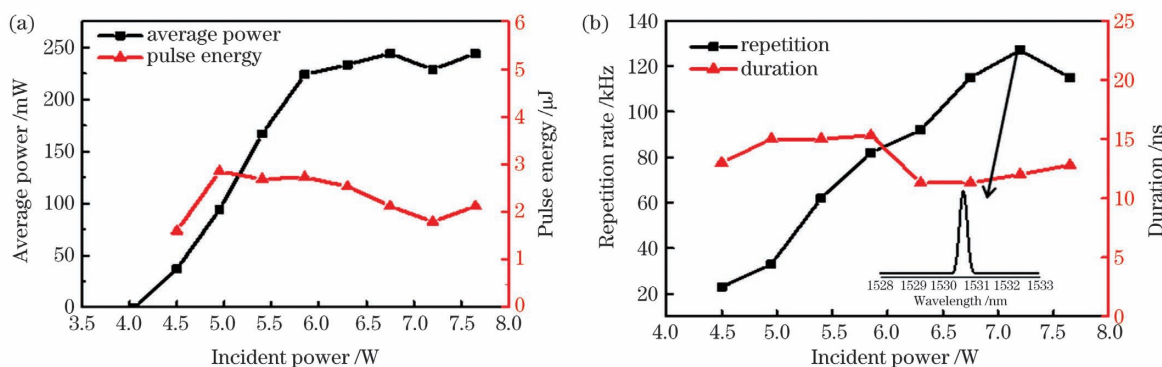 (a)
average power
pulse energy
Average power /mW
250
200
150
100
50
0
6
5
4
3
2
1
0
Pulse energy /μJ
3.5 4.0 4.5 5.0 5.5 6.0 6.5 7.0 7.5 8.0
Incident power /W
(b)
repetition
duration
Repetition rate /kHz
140
120
100
80
60
40
20
25
20
15
10
5
0
Duration /ns
1528 1529 1530 1531 1532 1533
Wavelength /nm
4.0 4.5 5.0 5.5 6.0 6.5 7.0 7.5 8.0
Incident power /W